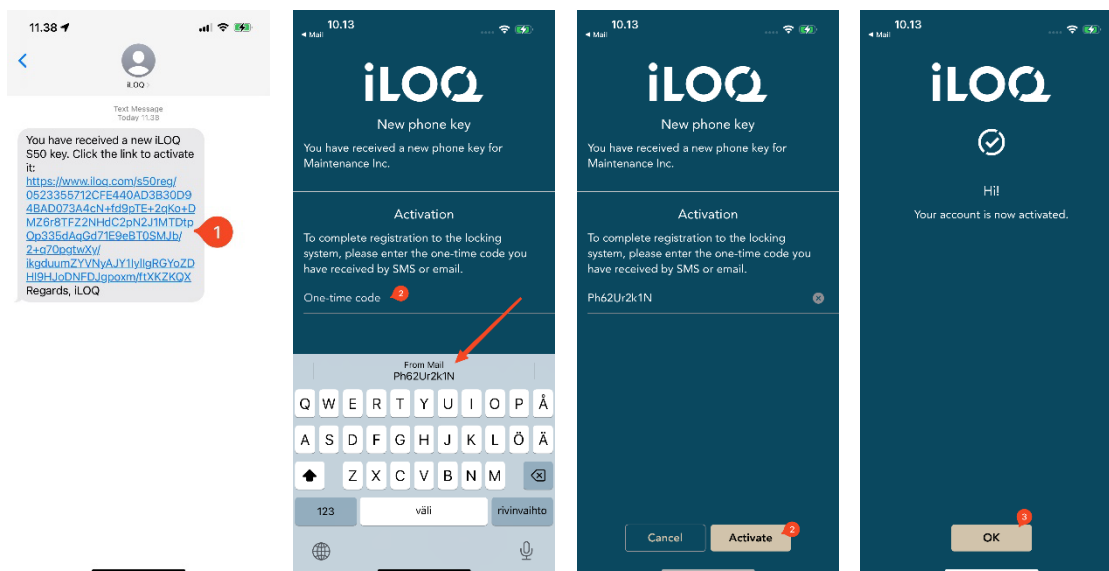 11.38
iLOQ
Text Message
Today 11.38
You have received a new iLOQ
S50 key. Click the link to activate
it:
https://www.iloq.com/s50reg/
0523355712CFE440AD3B30D9
4BAD073A4cN+fd9pTE+2qKo+D
MZ6r8TFZ2NHdC2pN2J1MTDtp
Op335dAqGd71E9eBT0SMJb/
2+q70pqtwXy/
ikgduumZYVNyAJY1IyllgRGYoZD
HI9HJoDNFDJgpoxm/ftXKZKQX
Regards, iLOQ
1
10.13
Mail
iLOQ
New phone key
You have received a new phone key for
Maintenance Inc.
Activation
To complete registration to the locking
system, please enter the one-time code you
have received by SMS or email.
One-time code
2
From Mail
Ph62Ur2k1N
Q W E R T Y U I O P Å
A S D F G H J K L Ö Ä
Z X C V B N M
123 väli rivinvaihto
10.13
Mail
iLOQ
New phone key
You have received a new phone key for
Maintenance Inc.
Activation
To complete registration to the locking
system, please enter the one-time code you
have received by SMS or email.
Ph62Ur2k1N
Cancel Activate
2
10.13
Mail
iLOQ
Hi!
Your account is now activated.
3
OK